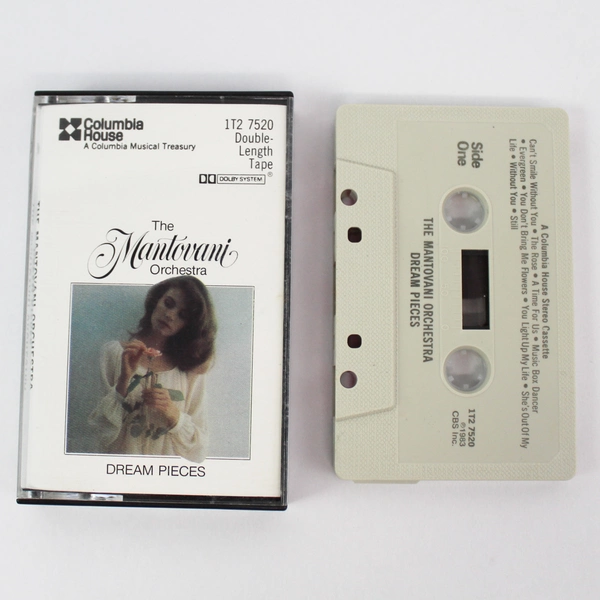 Columbia
House
A Columbia Musical Treasury
1T2 7520
Double-
Length
Tape
DOLBY SYSTEM ®
The
Mantovani
Orchestra
DREAM PIECES
THE MANTOVANI ORCHESTRA
Side
One
A Columbia House Stereo Cassette
Can't Smile Without You • The Rose • A Time For Us • Music Box Dancer
• Evergreen • You Don't Bring Me Flowers • You Light Up My Life • She's Out Of My
Life • Without You • Still
THE MANTOVANI ORCHESTRA
DREAM PIECES
1T2 7520
℗1983
CBS Inc.